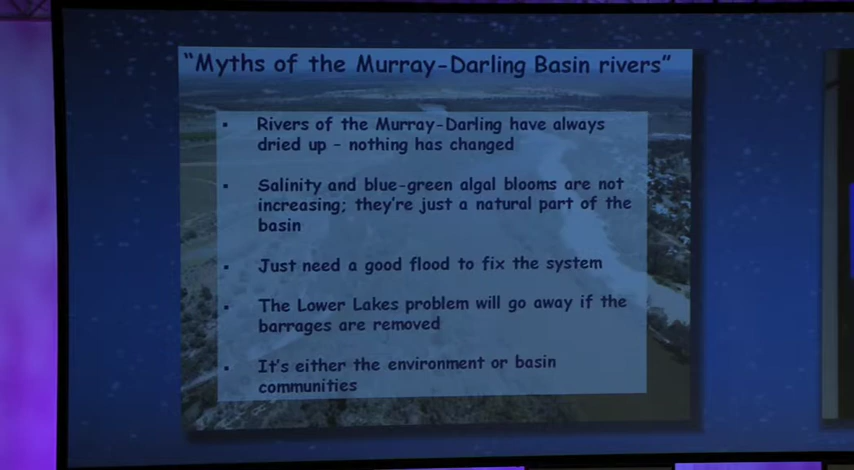 "Myths of the Murray-Darling Basin rivers"
▪ Rivers of the Murray-Darling have always
dried up - nothing has changed
▪ Salinity and blue-green algal blooms are not
increasing; they're just a natural part of the
basin
▪ Just need a good flood to fix the system
▪ The Lower Lakes problem will go away if the
barrages are removed
▪ It's either the environment or basin
communities